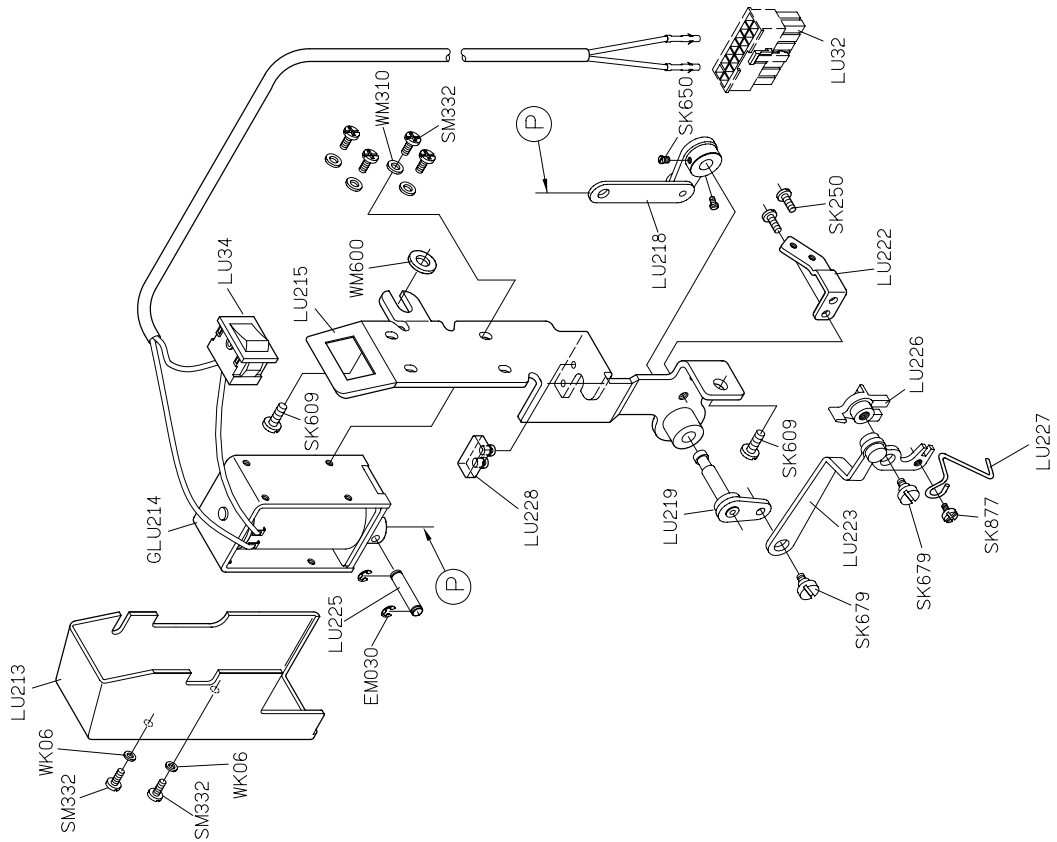 LU213
WK06
SM332
WK06
SM332
GLU214
LU225
EM030
P
LU34
LU215
SK609
WM310
SM332
WM600
LU228
P
SK650
LU218
LU32
SK250
LU222
LU226
LU227
SK609
LU219
LU223
SK679
SK877
SK679